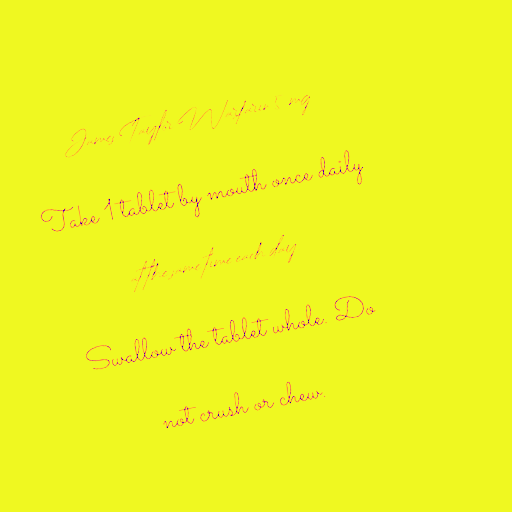 James Taylor Warfarin mg
Take 1 tablet by mouth once daily
at the same time each day
Swallow the tablet whole. Do
not crush or chew.